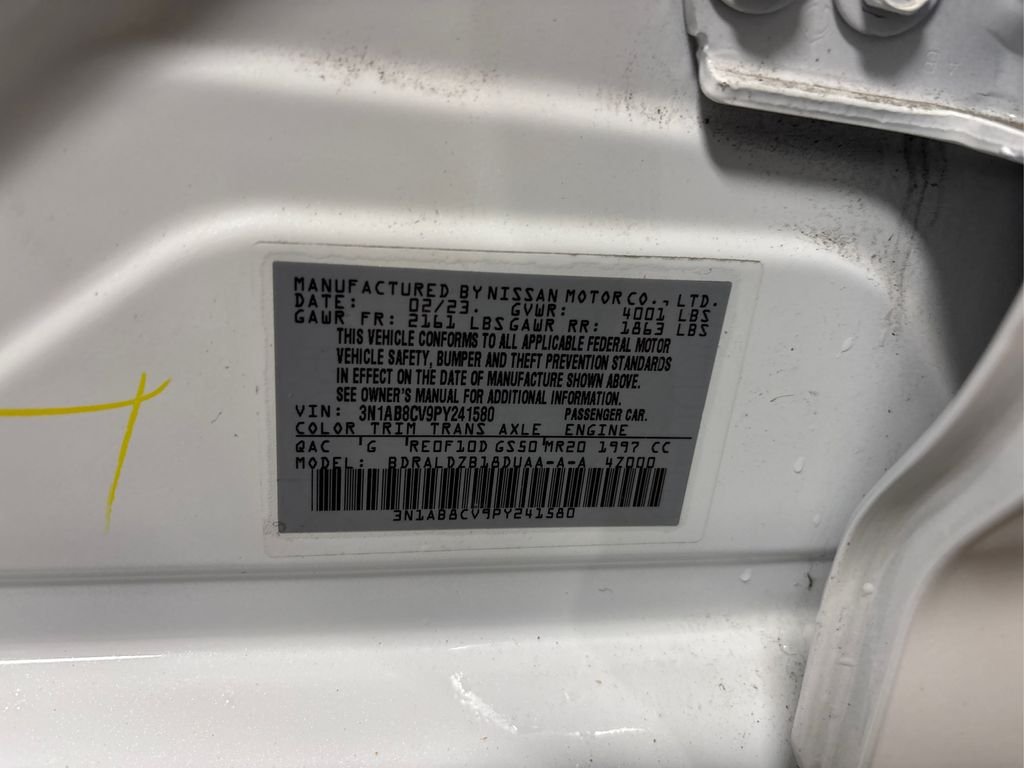 MANUFACTURED BY NISSAN MOTOR CO., LTD.
DATE: 02/23. GVWR: 4001 LBS
GAWR FR: 2161 LBS GAWR RR: 1863 LBS
THIS VEHICLE CONFORMS TO ALL APPLICABLE FEDERAL MOTOR
VEHICLE SAFETY, BUMPER AND THEFT PREVENTION STANDARDS
IN EFFECT ON THE DATE OF MANUFACTURE SHOWN ABOVE.
SEE OWNER'S MANUAL FOR ADDITIONAL INFORMATION.
VIN: 3N1AB8CV9PY241580 PASSENGER CAR.
COLOR TRIM TRANS AXLE ENGINE
QAC G RE0F10D GS50 MR20 1997 CC
MODEL: BDRALDZB18DUAA-A-A 4Z000
3N1AB8CV9PY241580